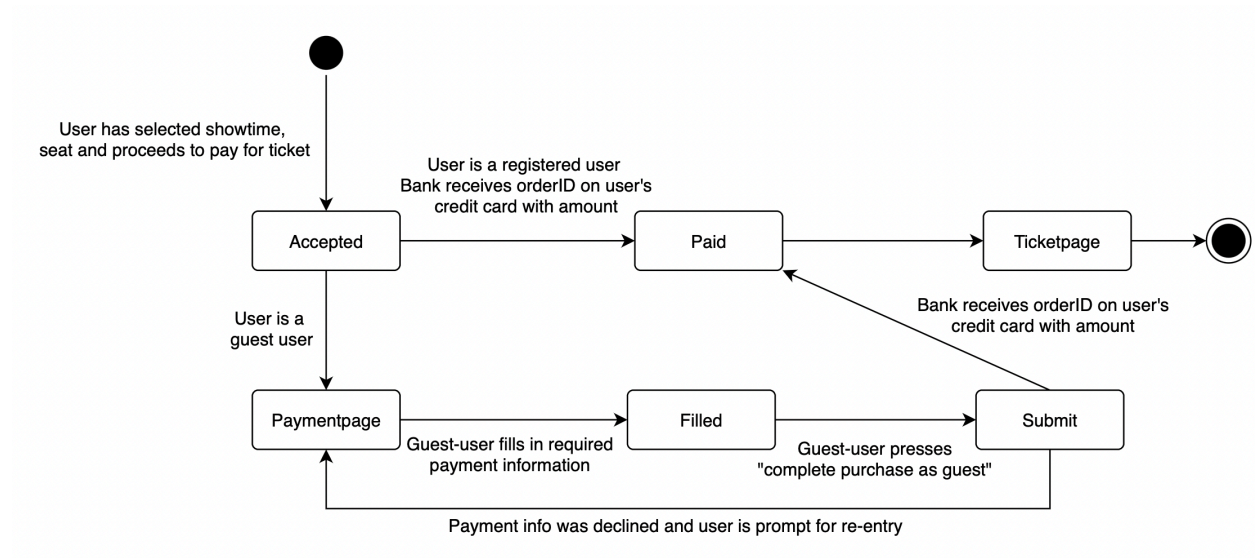 User has selected showtime,
seat and proceeds to pay for ticket
User is a registered user
Bank receives orderID on user's
credit card with amount
Accepted
Paid
Ticketpage
User is a
guest user
Bank receives orderID on user's
credit card with amount
Paymentpage
Filled
Submit
Guest-user fills in required
payment information
Guest-user presses
"complete purchase as guest"
Payment info was declined and user is prompt for re-entry